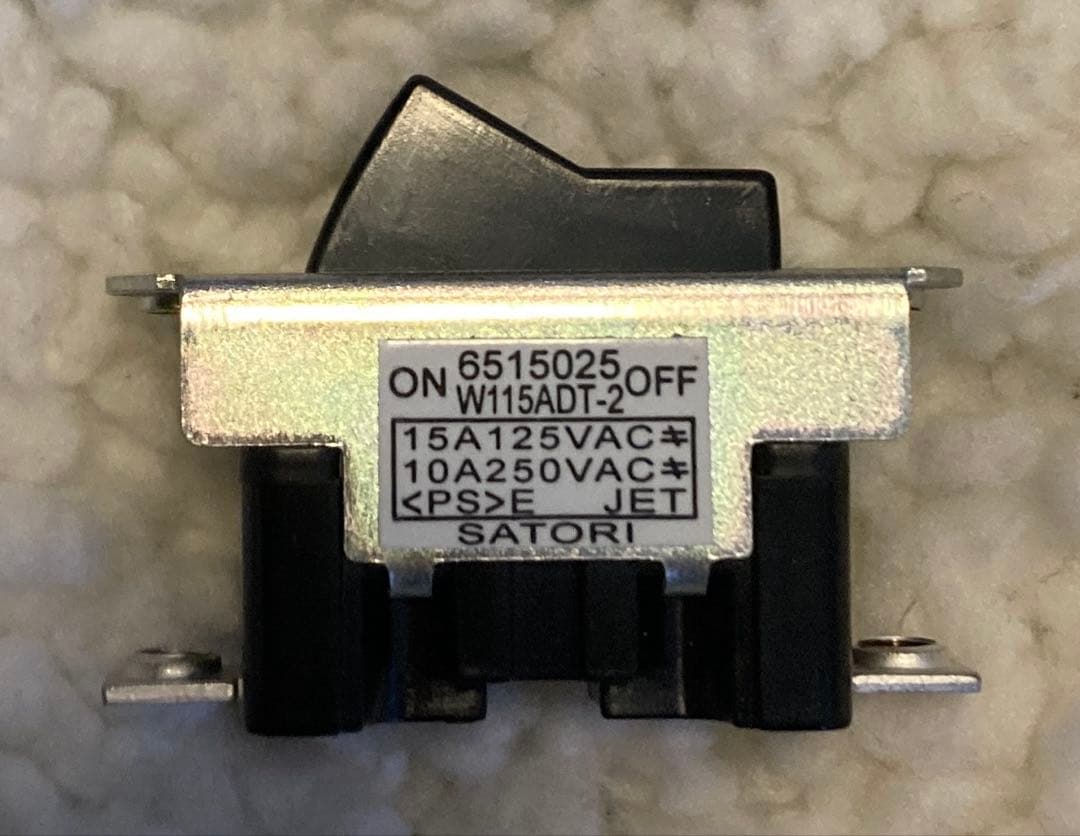 6515025
ON W115ADT-2 OFF
15A125VAC
10A250VAC
<PS>E JET
SATORI